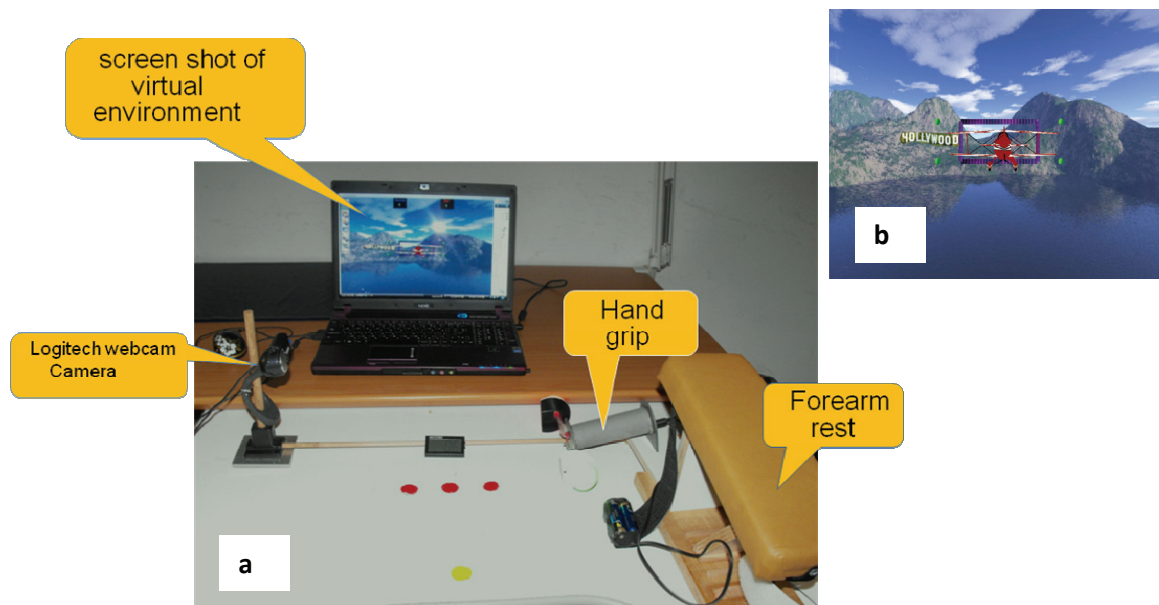 screen shot of
virtual
environment
HOLLYWOOD
b
Hand
grip
Logitech webcam
Camera
Forearm
rest
a